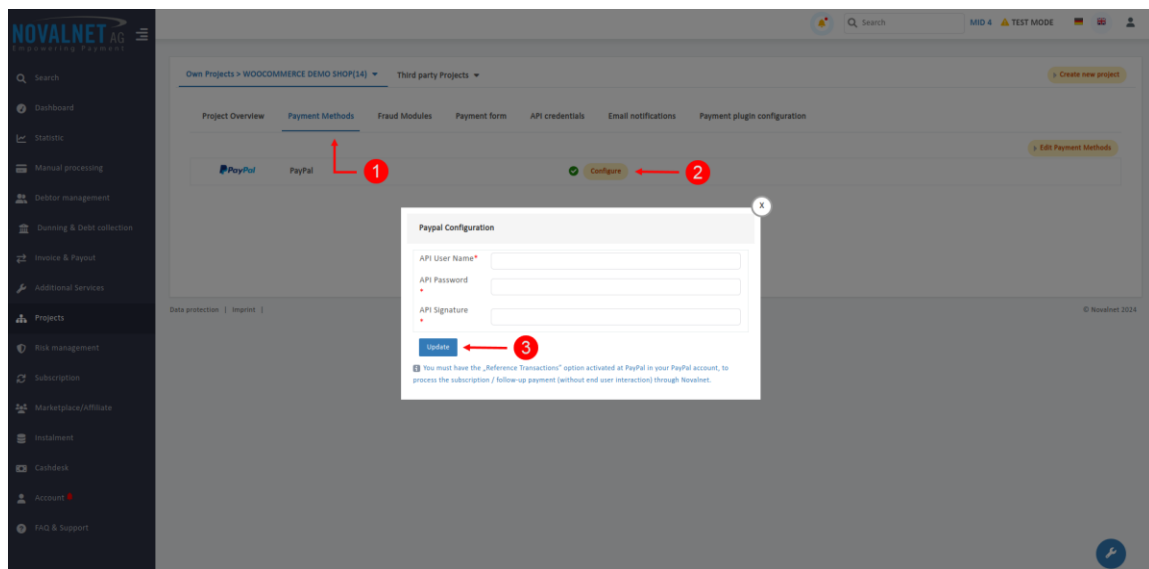 NOVALNET AG
Empowering Payment
Search
MID 4
TEST MODE
Search
Dashboard
Statistic
Manual processing
Debtor management
Dunning & Debt collection
Invoice & Payout
Additional Services
Projects
Risk management
Subscription
Marketplace/Affiliate
Instalment
Cashdesk
Account
FAQ & Support
Own Projects > WOOCOMMERCE DEMO SHOP(14)
Third party Projects
Create new project
Project Overview
Payment Methods
Fraud Modules
Payment form
API credentials
Email notifications
Payment plugin configuration
Edit Payment Methods
1
PayPal
PayPal
Configure
2
X
Paypal Configuration
API User Name*
API Password
*
API Signature
*
Update
3
You must have the „Reference Transactions" option activated at PayPal in your PayPal account, to
process the subscription / follow-up payment (without end user interaction) through Novalnet.
Data protection | Imprint |
© Novalnet 2024